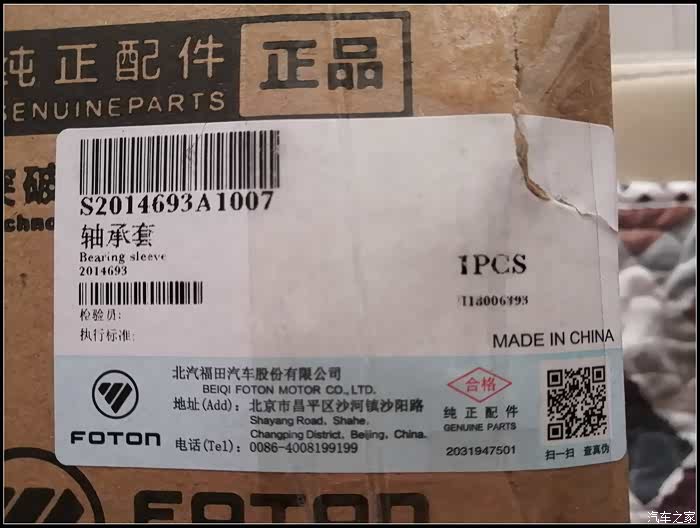 纯正配件 正品
GENUINEPARTS
突破
S2014693A1007
轴承套
Bearing sleeve
2014693
1PCS
检验员:
执行标准:
MADE IN CHINA
北汽福田汽车股份有限公司
BEIQI FOTON MOTOR CO.,LTD.
地址(Add): 北京市昌平区沙河镇沙阳路
Shayang Road, Shahe,
Changping District, Beijing, China.
电话(Tel): 0086-4008199199
FOTON
合格
纯正配件
GENUINE PARTS
2031947501
扫一扫 查真伪
FOTON
汽车之家